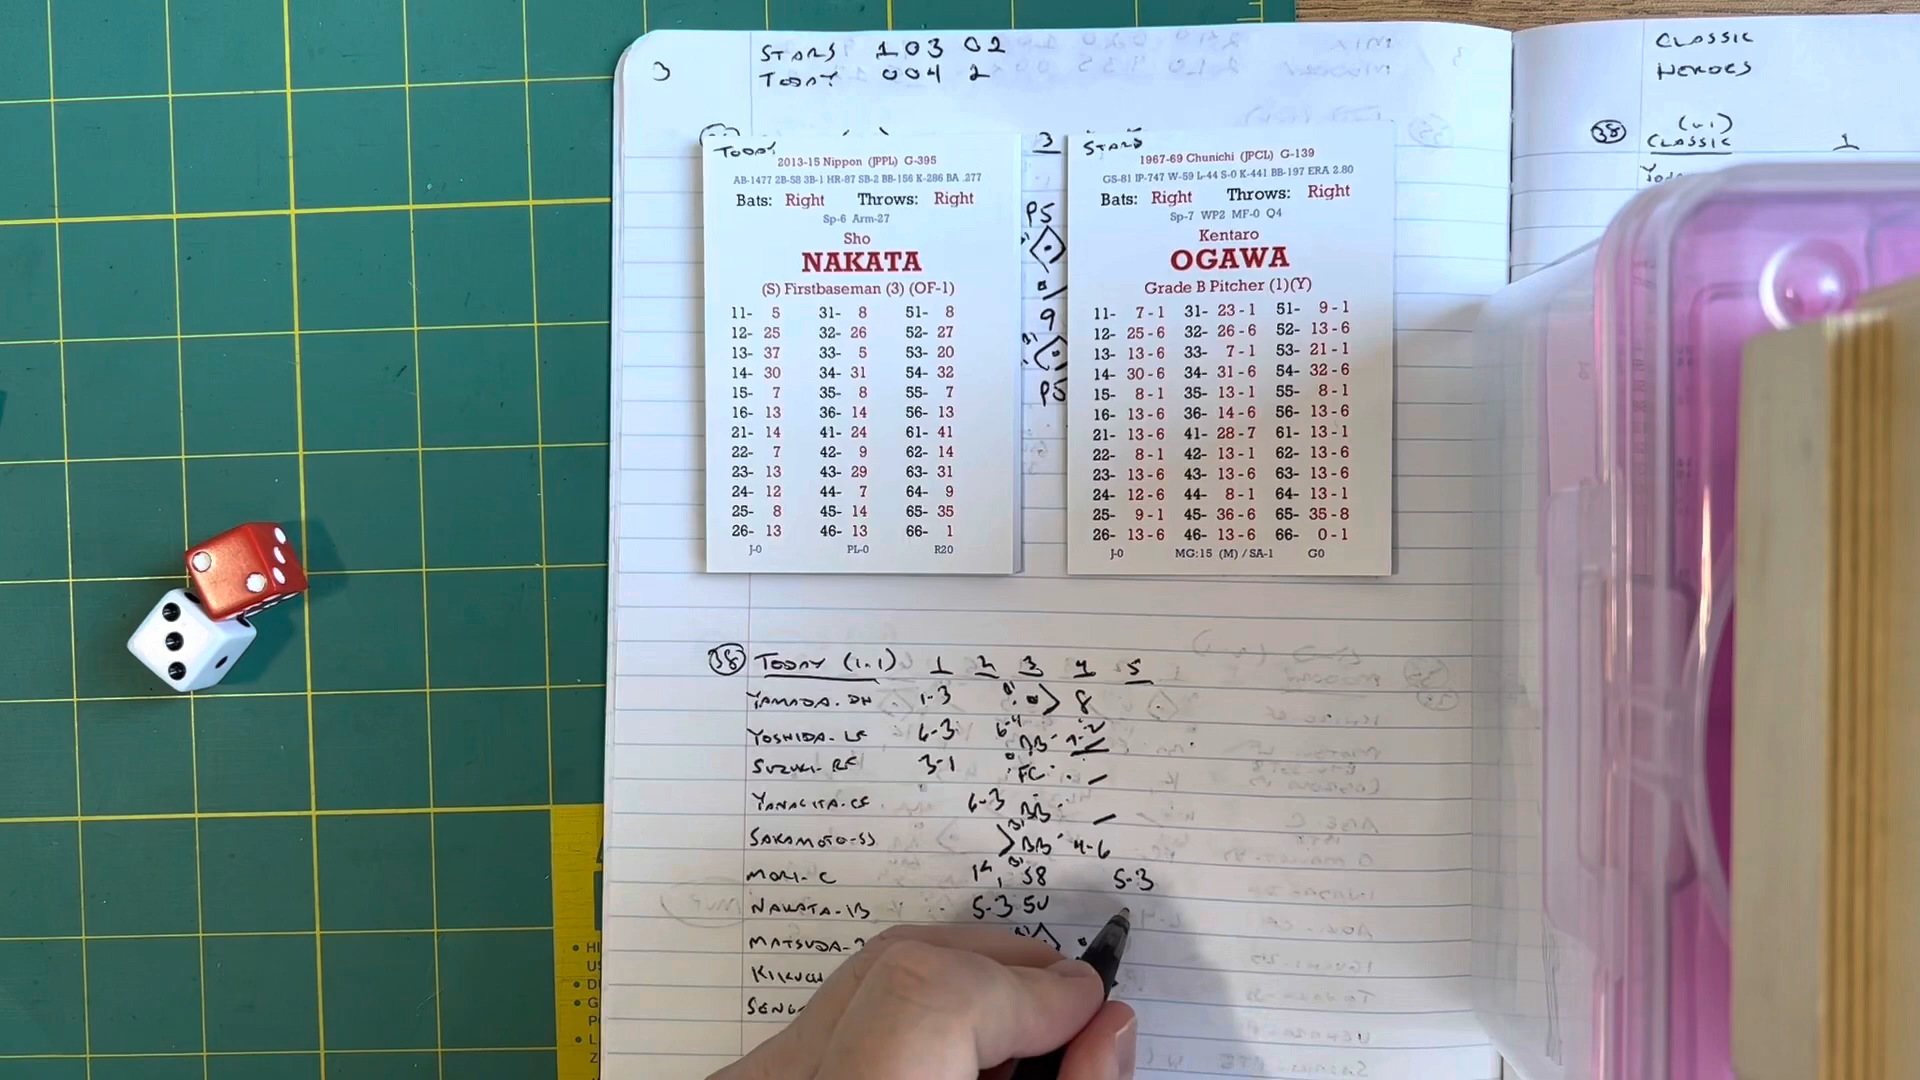 STARS 103 02
TODAY 004 2
3
CLASSIC
HEROES
38 (1.1)
CLASSIC 1
3
P5
9
P5
TODAY
2013-15 Nippon (JPPL) G-395
AB-1477 2B-58 3B-1 HR-87 SB-2 BB-156 K-286 BA .277
Bats: Right Throws: Right
Sp-6 Arm-27
Sho
NAKATA
(S) Firstbaseman (3) (OF-1)
11- 5 31- 8 51- 8
12- 25 32- 26 52- 27
13- 37 33- 5 53- 20
14- 30 34- 31 54- 32
15- 7 35- 8 55- 7
16- 13 36- 14 56- 13
21- 14 41- 24 61- 41
22- 7 42- 9 62- 14
23- 13 43- 29 63- 31
24- 12 44- 7 64- 9
25- 8 45- 14 65- 35
26- 13 46- 13 66- 1
J-0 PL-0 R20
STARS
1967-69 Chunichi (JPCL) G-139
GS-81 IP-747 W-59 L-44 S-0 K-441 BB-197 ERA 2.80
Bats: Right Throws: Right
Sp-7 WP2 MF-0 Q4
Kentaro
OGAWA
Grade B Pitcher (1)(Y)
11- 7-1 31- 23-1 51- 9-1
12- 25-6 32- 26-6 52- 13-6
13- 13-6 33- 7-1 53- 21-1
14- 30-6 34- 31-6 54- 32-6
15- 8-1 35- 13-1 55- 8-1
16- 13-6 36- 14-6 56- 13-6
21- 13-6 41- 28-7 61- 13-1
22- 8-1 42- 13-1 62- 13-6
23- 13-6 43- 13-6 63- 13-6
24- 12-6 44- 8-1 64- 13-1
25- 9-1 45- 36-6 65- 35-8
26- 13-6 46- 13-6 66- 0-1
J-0 MG:15 (M) / SA-1 G0
38 TODAY (1.1) 1 2 3 4 5
YAMADA-DH 1-3 8
YOSHIDA-LF 6-3 6-4 BB
SUZUKI-RF 3-1 FC
YANAGITA-CF 6-3 BB
SAKAMOTO-SS BB 4-6
MORI-C 58 5-3
NAKATA-1B 5-3 5U
MATSUDA-
KIKUCH
SENG